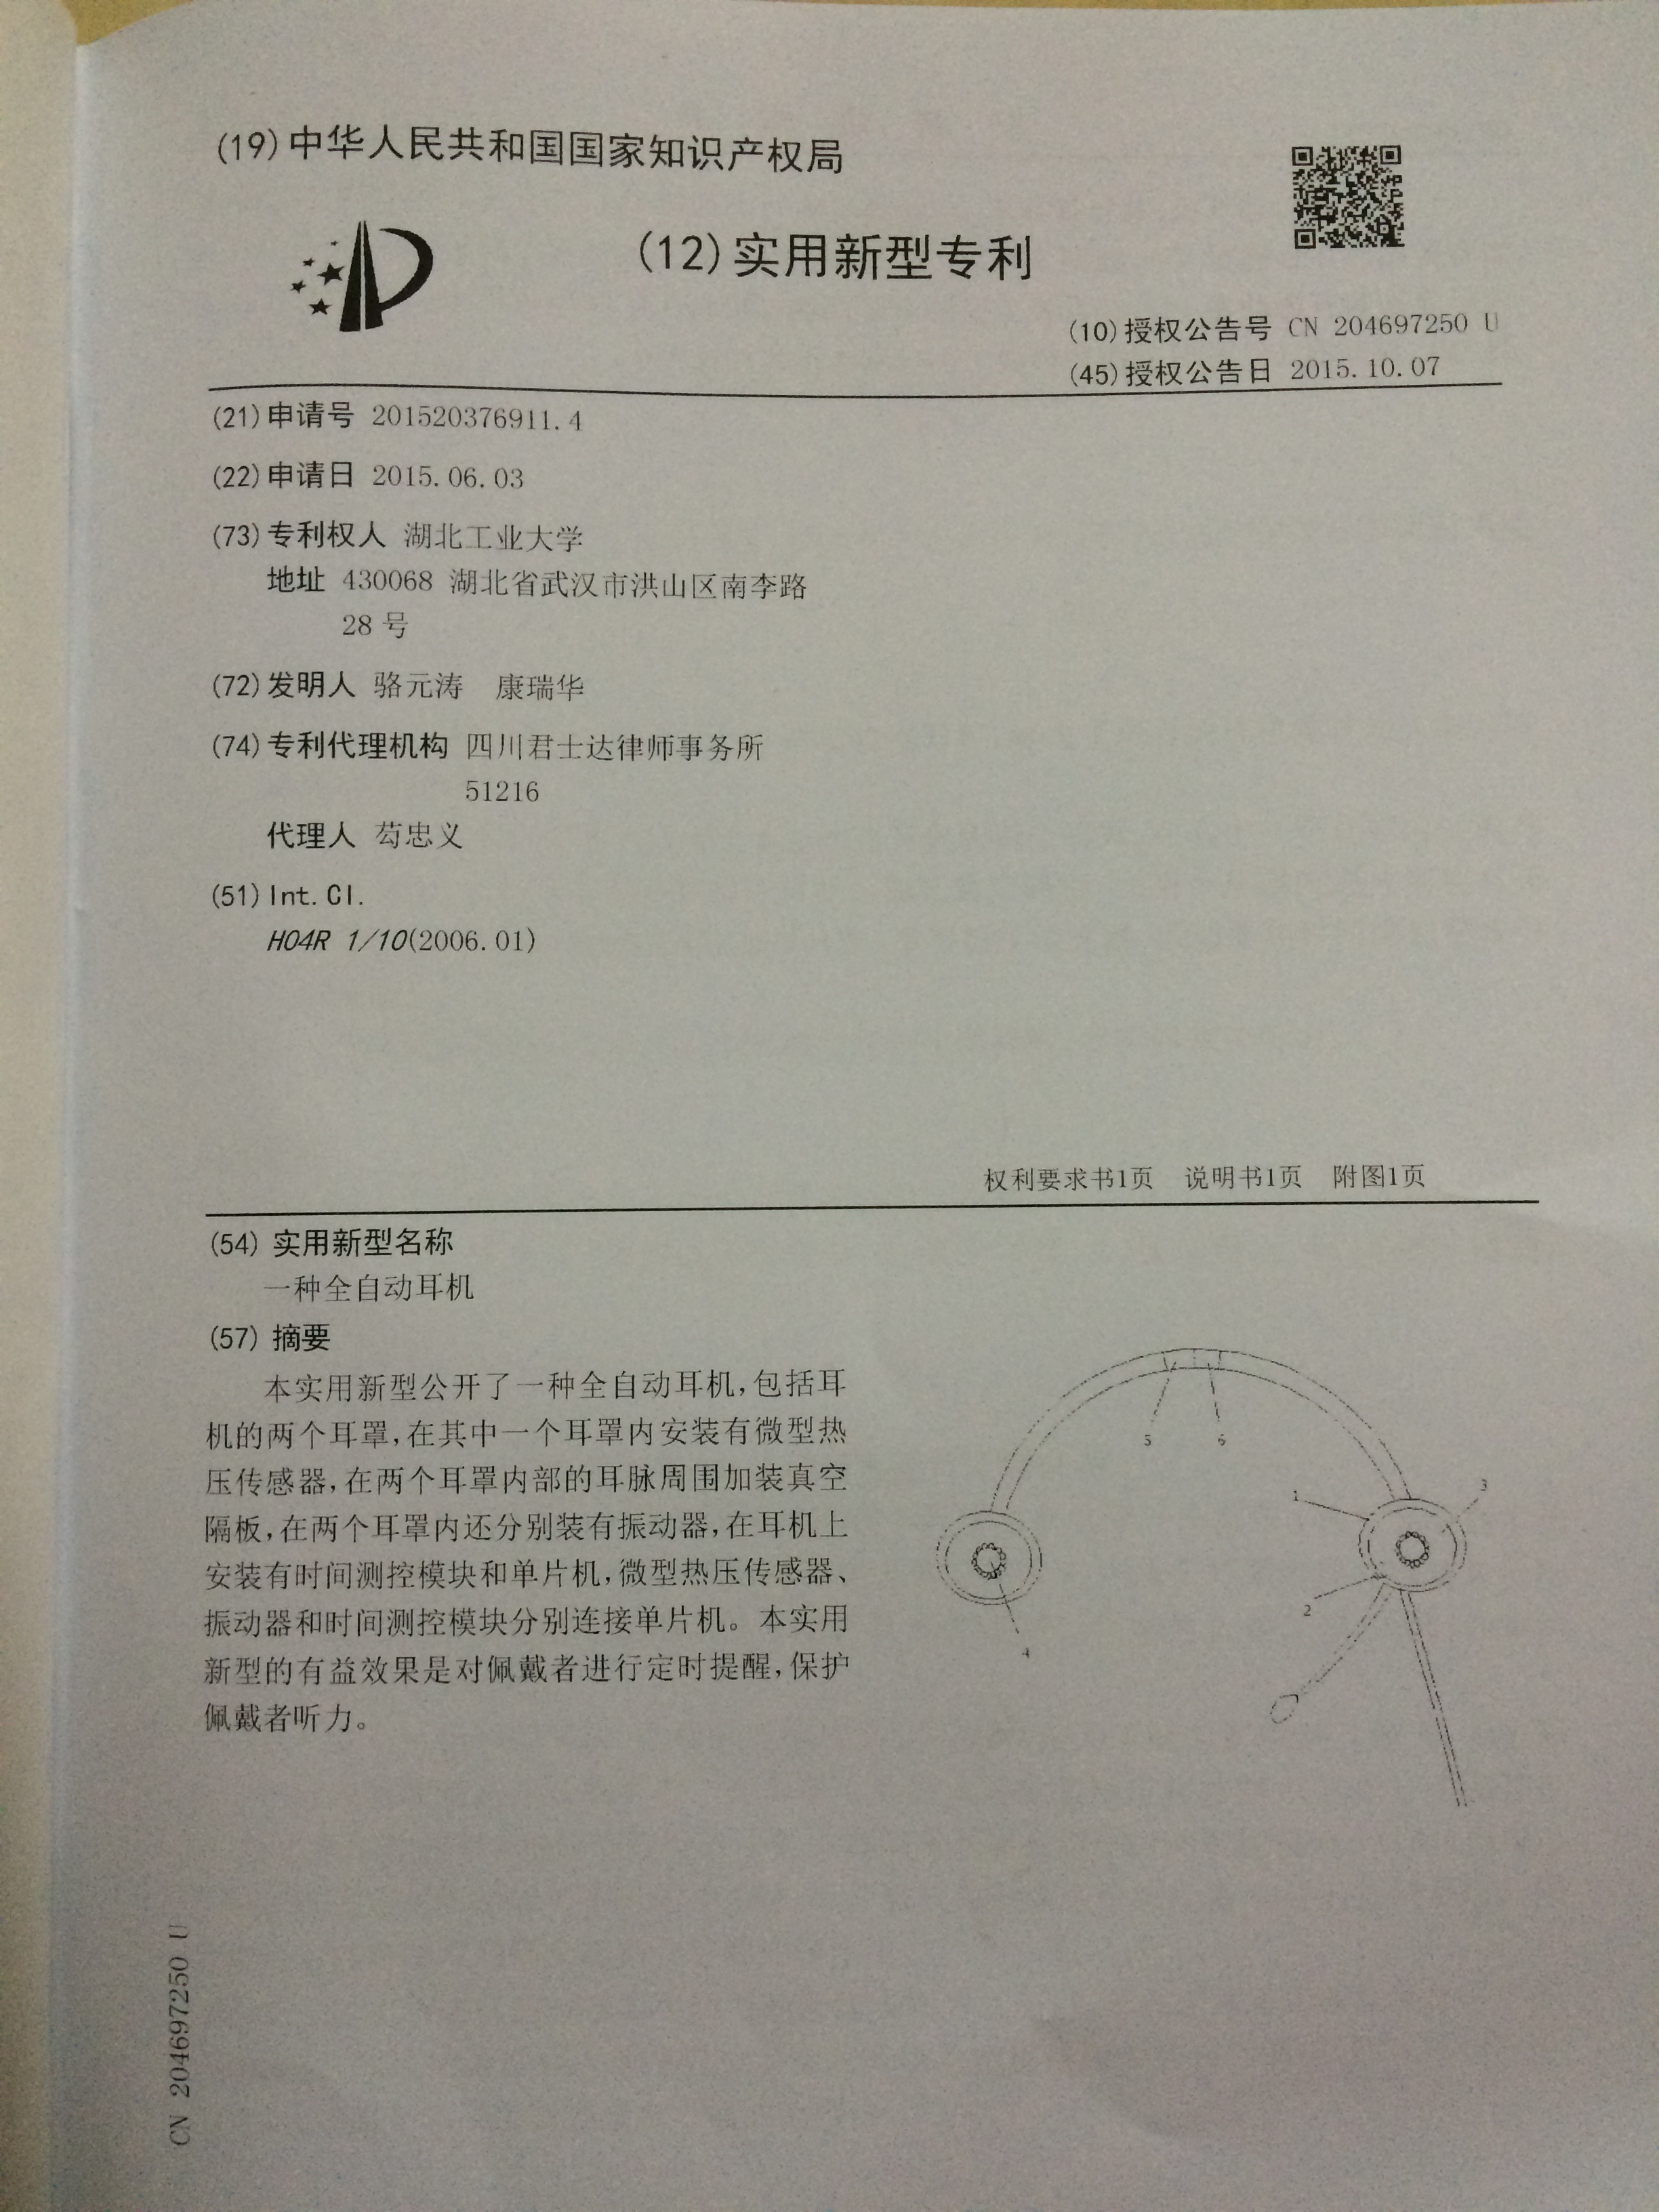 (19)中华人民共和国国家知识产权局
(12)实用新型专利
(10)授权公告号 CN 204697250 U
(45)授权公告日 2015.10.07
(21)申请号 201520376911.4
(22)申请日 2015.06.03
(73)专利权人 湖北工业大学
地址 430068 湖北省武汉市洪山区南李路
28 号
(72)发明人 骆元涛 康瑞华
(74)专利代理机构 四川君士达律师事务所
51216
代理人 芶忠义
(51)Int.Cl.
H04R 1/10(2006.01)
权利要求书1页 说明书1页 附图1页
(54) 实用新型名称
一种全自动耳机
(57) 摘要
本实用新型公开了一种全自动耳机,包括耳
机的两个耳罩,在其中一个耳罩内安装有微型热
压传感器,在两个耳罩内部的耳脉周围加装真空
隔板,在两个耳罩内还分别装有振动器,在耳机上
安装有时间测控模块和单片机,微型热压传感器、
振动器和时间测控模块分别连接单片机。本实用
新型的有益效果是对佩戴者进行定时提醒,保护
佩戴者听力。
5 6
1
3
2
4
CN 204697250 U